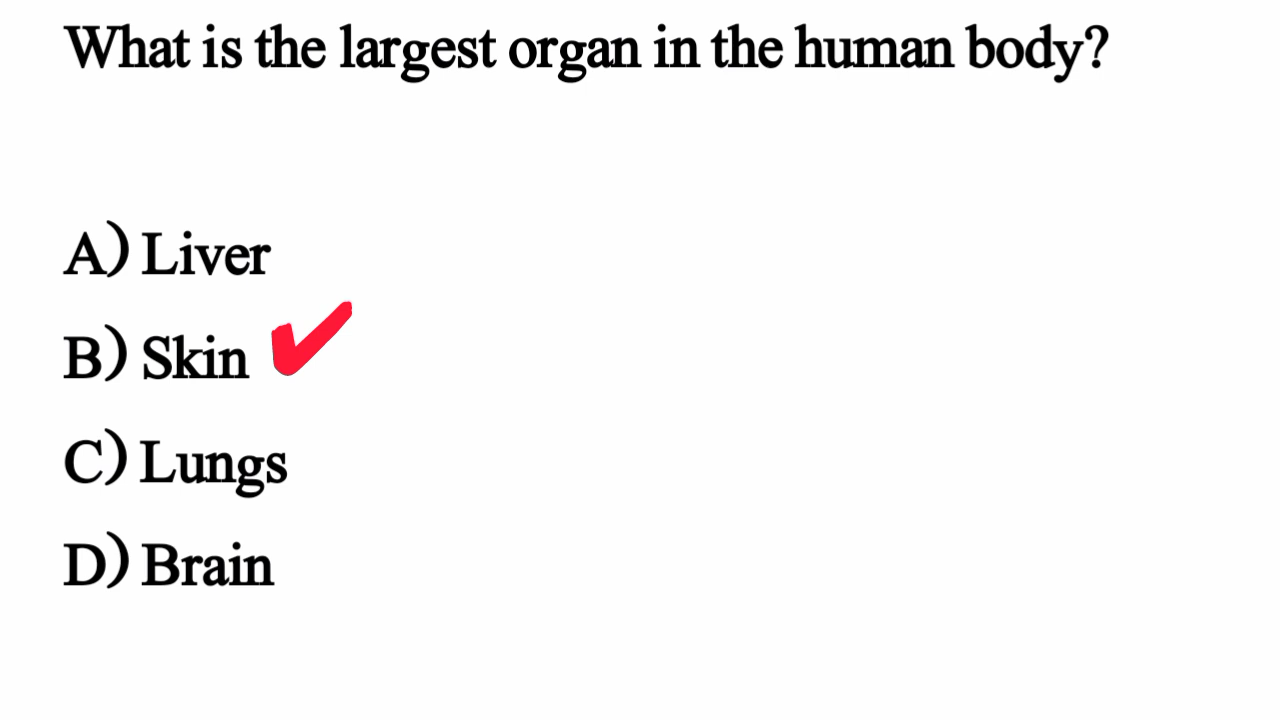 What is the largest organ in the human body?
A) Liver
B) Skin ✔
C) Lungs
D) Brain